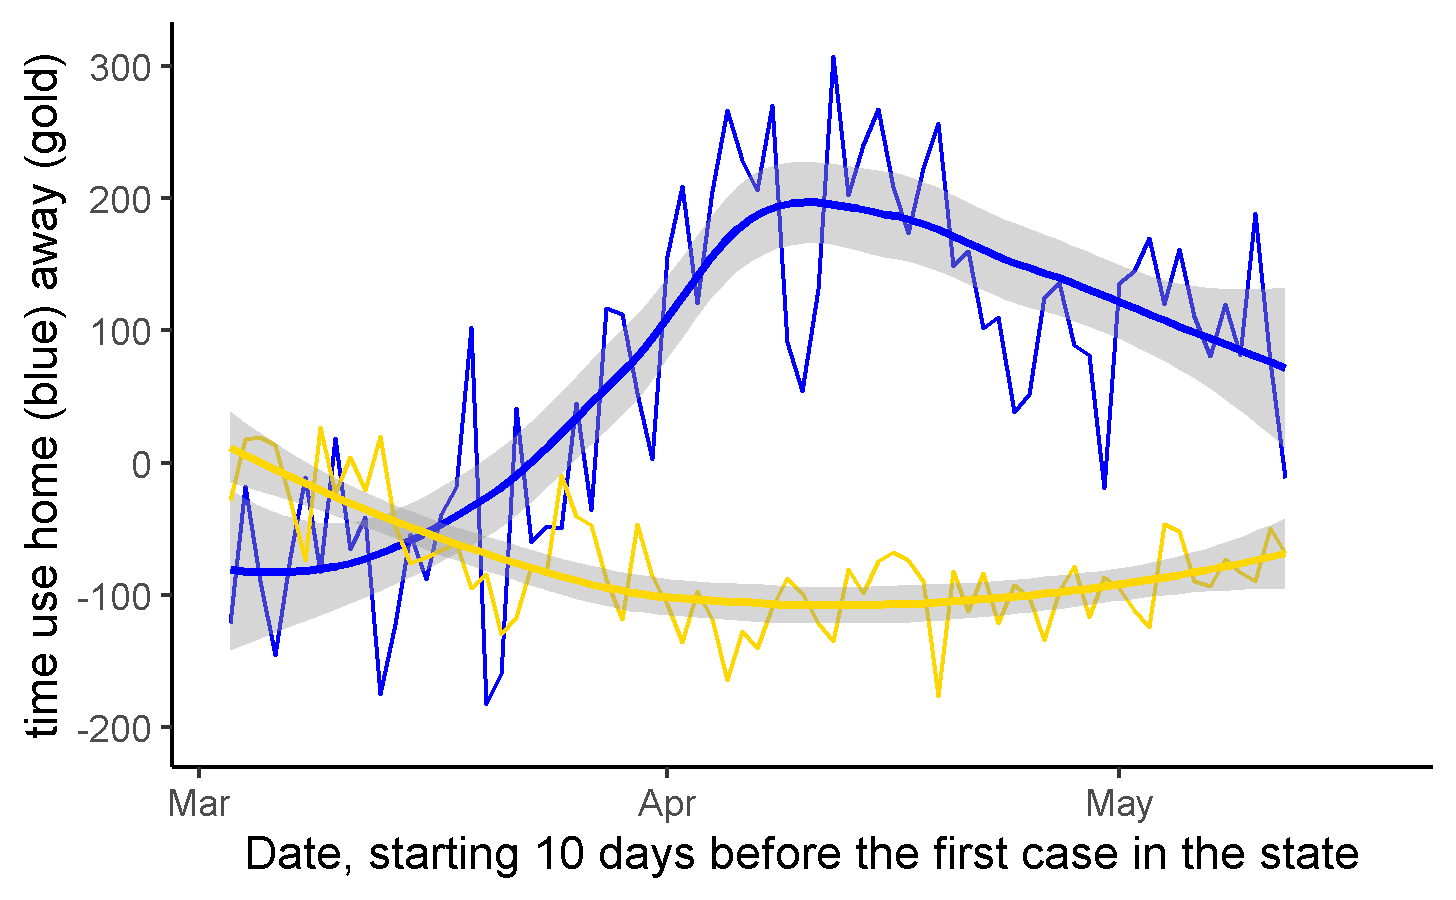 time use home (blue) away (gold)
300
200
100
0
-100
-200
Mar Apr May
Date, starting 10 days before the first case in the state